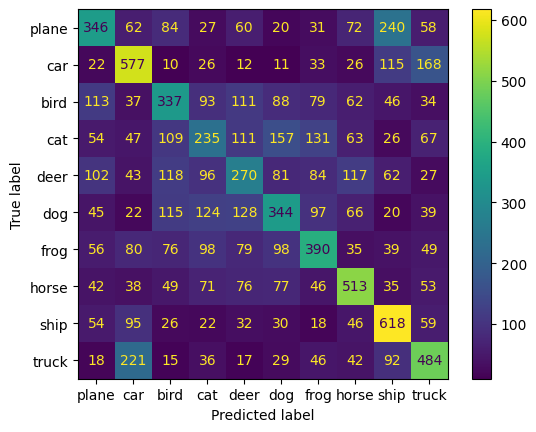 plane 346 62 84 27 60 20 31 72 240 58
car 22 577 10 26 12 11 33 26 115 168
bird 113 37 337 93 111 88 79 62 46 34
cat 54 47 109 235 111 157 131 63 26 67
deer 102 43 118 96 270 81 84 117 62 27
dog 45 22 115 124 128 344 97 66 20 39
frog 56 80 76 98 79 98 390 35 39 49
horse 42 38 49 71 76 77 46 513 35 53
ship 54 95 26 22 32 30 18 46 618 59
truck 18 221 15 36 17 29 46 42 92 484
plane car bird cat deer dog frog horse ship truck
Predicted label
True label
600
500
400
300
200
100